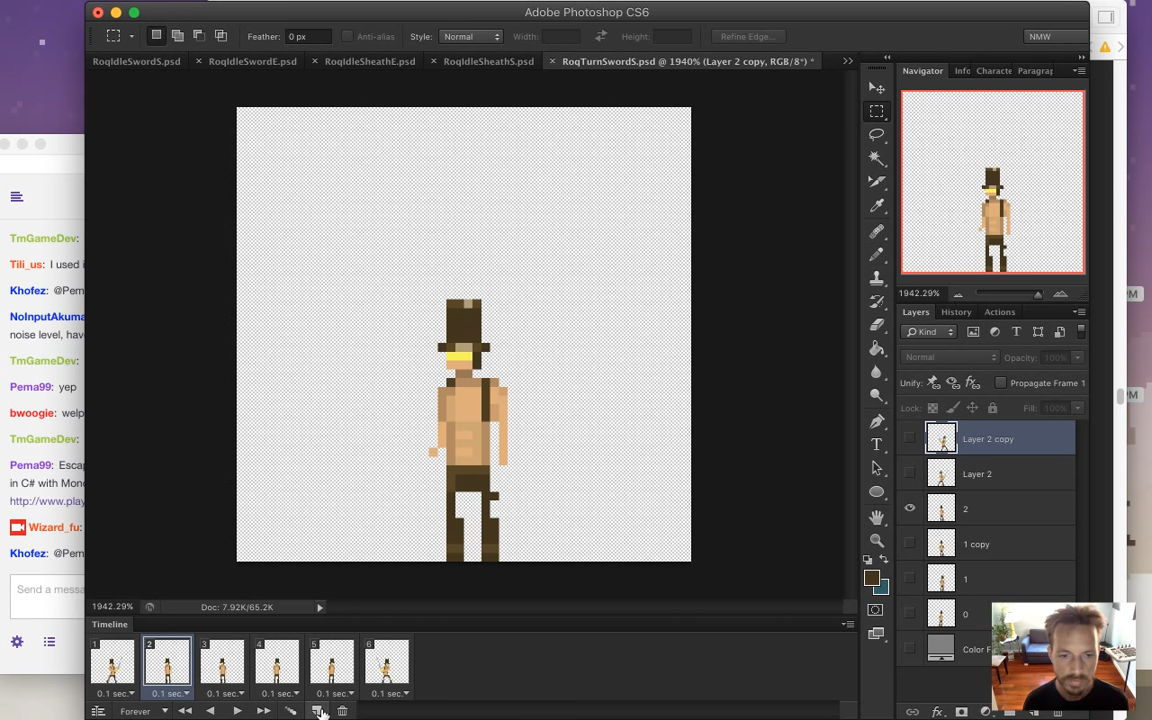 Adobe Photoshop CS6
Feather: 0 px Anti-alias Style: Normal Width: Height: Refine Edge... NMW
RoqIdleSwordS.psd × RoqIdleSwordE.psd × RoqIdleSheathE.psd × RoqIdleSheathS.psd × RoqTurnSwordS.psd @ 1940% (Layer 2 copy, RGB/8*) * >>
Navigator Info Characte Paragrap
TmGameDev:
Tili_us: I used i
Khofez: @Pem
NoInputAkuma
noise level, hav
TmGameDev:
Pema99: yep
bwoogie: welp
TmGameDev:
Pema99: Escap
in C# with Mono
http://www.play
Wizard_fu:
Khofez: @Pem
Send a messa
1942.29%
Layers History Actions
Kind
Normal Opacity: 100%
Unify: Propagate Frame 1
Lock: Fill: 100%
Layer 2 copy
Layer 2
2
1 copy
1
0
Color F
PM
PM
1942.29% Doc: 7.92K/65.2K
Timeline
1 2 3 4 5 6
0.1 sec. 0.1 sec. 0.1 sec. 0.1 sec. 0.1 sec. 0.1 sec.
Forever